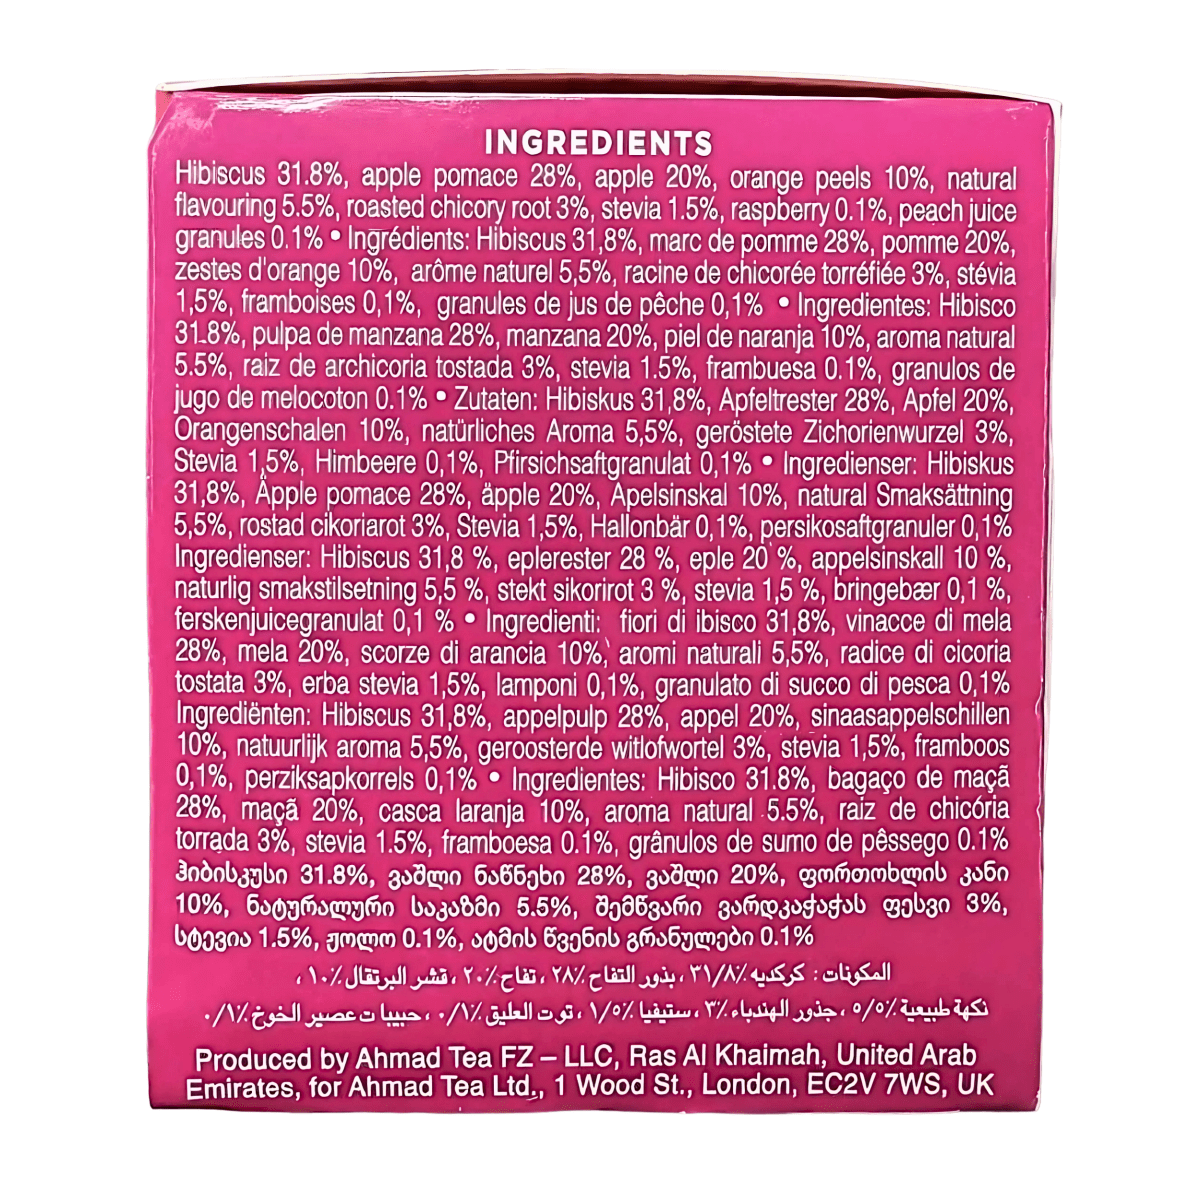 INGREDIENTS
Hibiscus 31.8%, apple pomace 28%, apple 20%, orange peels 10%, natural
flavouring 5.5%, roasted chicory root 3%, stevia 1.5%, raspberry 0.1%, peach juice
granules 0.1% • Ingrédients: Hibiscus 31,8%, marc de pomme 28%, pomme 20%,
zestes d'orange 10%, arôme naturel 5,5%, racine de chicorée torréfiée 3%, stévia
1,5%, framboises 0,1%, granules de jus de pêche 0,1% • Ingredientes: Hibisco
31.8%, pulpa de manzana 28%, manzana 20%, piel de naranja 10%, aroma natural
5.5%, raiz de archicoria tostada 3%, stevia 1.5%, frambuesa 0.1%, granulos de
jugo de melocoton 0.1% • Zutaten: Hibiskus 31,8%, Apfeltrester 28%, Apfel 20%,
Orangenschalen 10%, natürliches Aroma 5,5%, geröstete Zichorienwurzel 3%,
Stevia 1,5%, Himbeere 0,1%, Pfirsichsaftgranulat 0,1% • Ingredienser: Hibiskus
31,8%, Äpple pomace 28%, äpple 20%, Apelsinskal 10%, natural Smaksättning
5,5%, rostad cikoriarot 3%, Stevia 1,5%, Hallonbär 0,1%, persikosaftgranuler 0,1%
Ingredienser: Hibiscus 31,8 %, eplerester 28 %, eple 20 %, appelsinskall 10 %,
naturlig smakstilsetning 5,5 %, stekt sikorirot 3 %, stevia 1,5 %, bringebær 0,1 %,
ferskenjuicegranulat 0,1 % • Ingredienti: fiori di ibisco 31,8%, vinacce di mela
28%, mela 20%, scorze di arancia 10%, aromi naturali 5,5%, radice di cicoria
tostata 3%, erba stevia 1,5%, lamponi 0,1%, granulato di succo di pesca 0,1%
Ingrediënten: Hibiscus 31,8%, appelpulp 28%, appel 20%, sinaasappelschillen
10%, natuurlijk aroma 5,5%, geroosterde witlofwortel 3%, stevia 1,5%, framboos
0,1%, perziksapkorrels 0,1% • Ingredientes: Hibisco 31.8%, bagaço de maçã
28%, maçã 20%, casca laranja 10%, aroma natural 5.5%, raiz de chicória
torrada 3%, stevia 1.5%, framboesa 0.1%, grânulos de sumo de pêssego 0.1%
ჰიბისკუსი 31.8%, ვაშლი ნაწნეხი 28%, ვაშლი 20%, ფორთოხლის კანი
10%, ნატურალური საკაზმი 5.5%, შემწვარი ვარდკაჭაჭას ფესვი 3%,
სტევია 1.5%, ჟოლო 0.1%, ატმის წვენის გრანულები 0.1%
المكونات: كركديه ٣١/٨٪، بذور التفاح ٢٨٪، تفاح ٢٠٪، قشر البرتقال ١٠٪،
نكهة طبيعية ٥/٥٪، جذور الهندباء ٣٪، ستيفيا ١/٥٪، توت العليق ٠/١٪، حبيبات عصير الخوخ ٠/١٪
Produced by Ahmad Tea FZ – LLC, Ras Al Khaimah, United Arab
Emirates, for Ahmad Tea Ltd., 1 Wood St., London, EC2V 7WS, UK